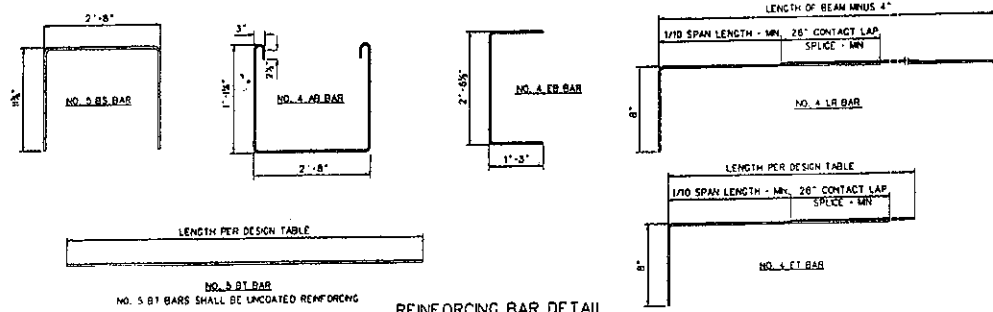 2'-8"
NO. 5 BS BAR
3"
1'-1½"
NO. 4 AB BAR
2'-8"
2'-6½"
NO. 4 EB BAR
1'-3"
LENGTH OF BEAM MINUS 4"
1/10 SPAN LENGTH - MIN. 26" CONTACT LAP
SPLICE - MIN
8"
NO. 4 LR BAR
LENGTH PER DESIGN TABLE
1/10 SPAN LENGTH - MIN. 26" CONTACT LAP
SPLICE - MIN
8"
NO. 4 ET BAR
LENGTH PER DESIGN TABLE
NO. 5 BT BAR
NO. 5 BT BARS SHALL BE UNCOATED REINFORCING
REINFORCING BAR DETAIL